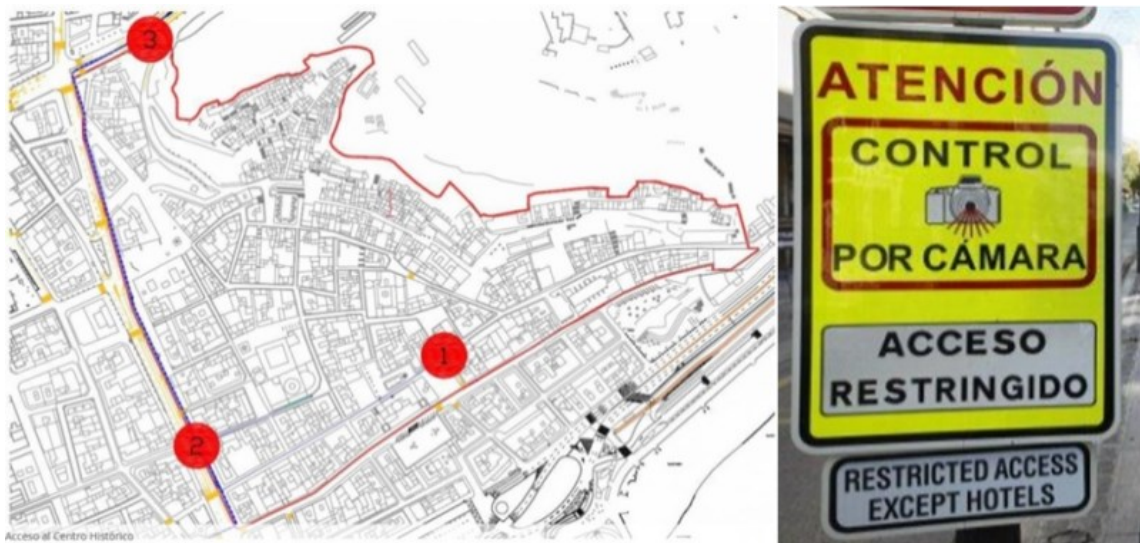 3
1
2
Acceso al Centro Histórico
ATENCIÓN
CONTROL
POR CÁMARA
ACCESO
RESTRINGIDO
RESTRICTED ACCESS
EXCEPT HOTELS